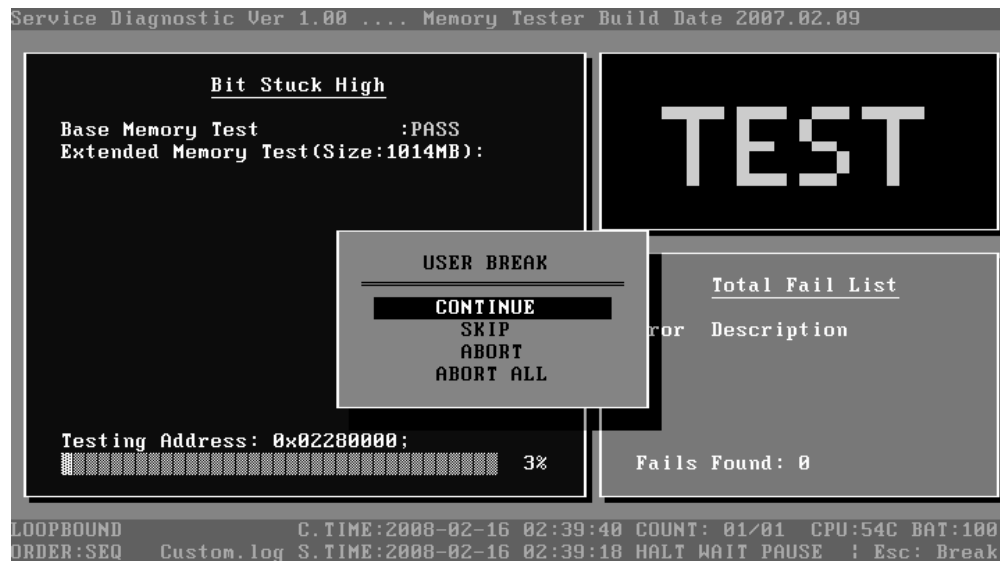 Service Diagnostic Ver 1.00 .... Memory Tester Build Date 2007.02.09
Bit Stuck High
Base Memory Test :PASS
Extended Memory Test(Size:1014MB):
TEST
USER BREAK
CONTINUE
SKIP
ABORT
ABORT ALL
Total Fail List
ror Description
Testing Address: 0x02280000;
3%
Fails Found: 0
LOOPBOUND C.TIME:2008-02-16 02:39:40 COUNT: 01/01 CPU:54C BAT:100
ORDER:SEQ Custom.log S.TIME:2008-02-16 02:39:18 HALT WAIT PAUSE ¦ Esc: Break